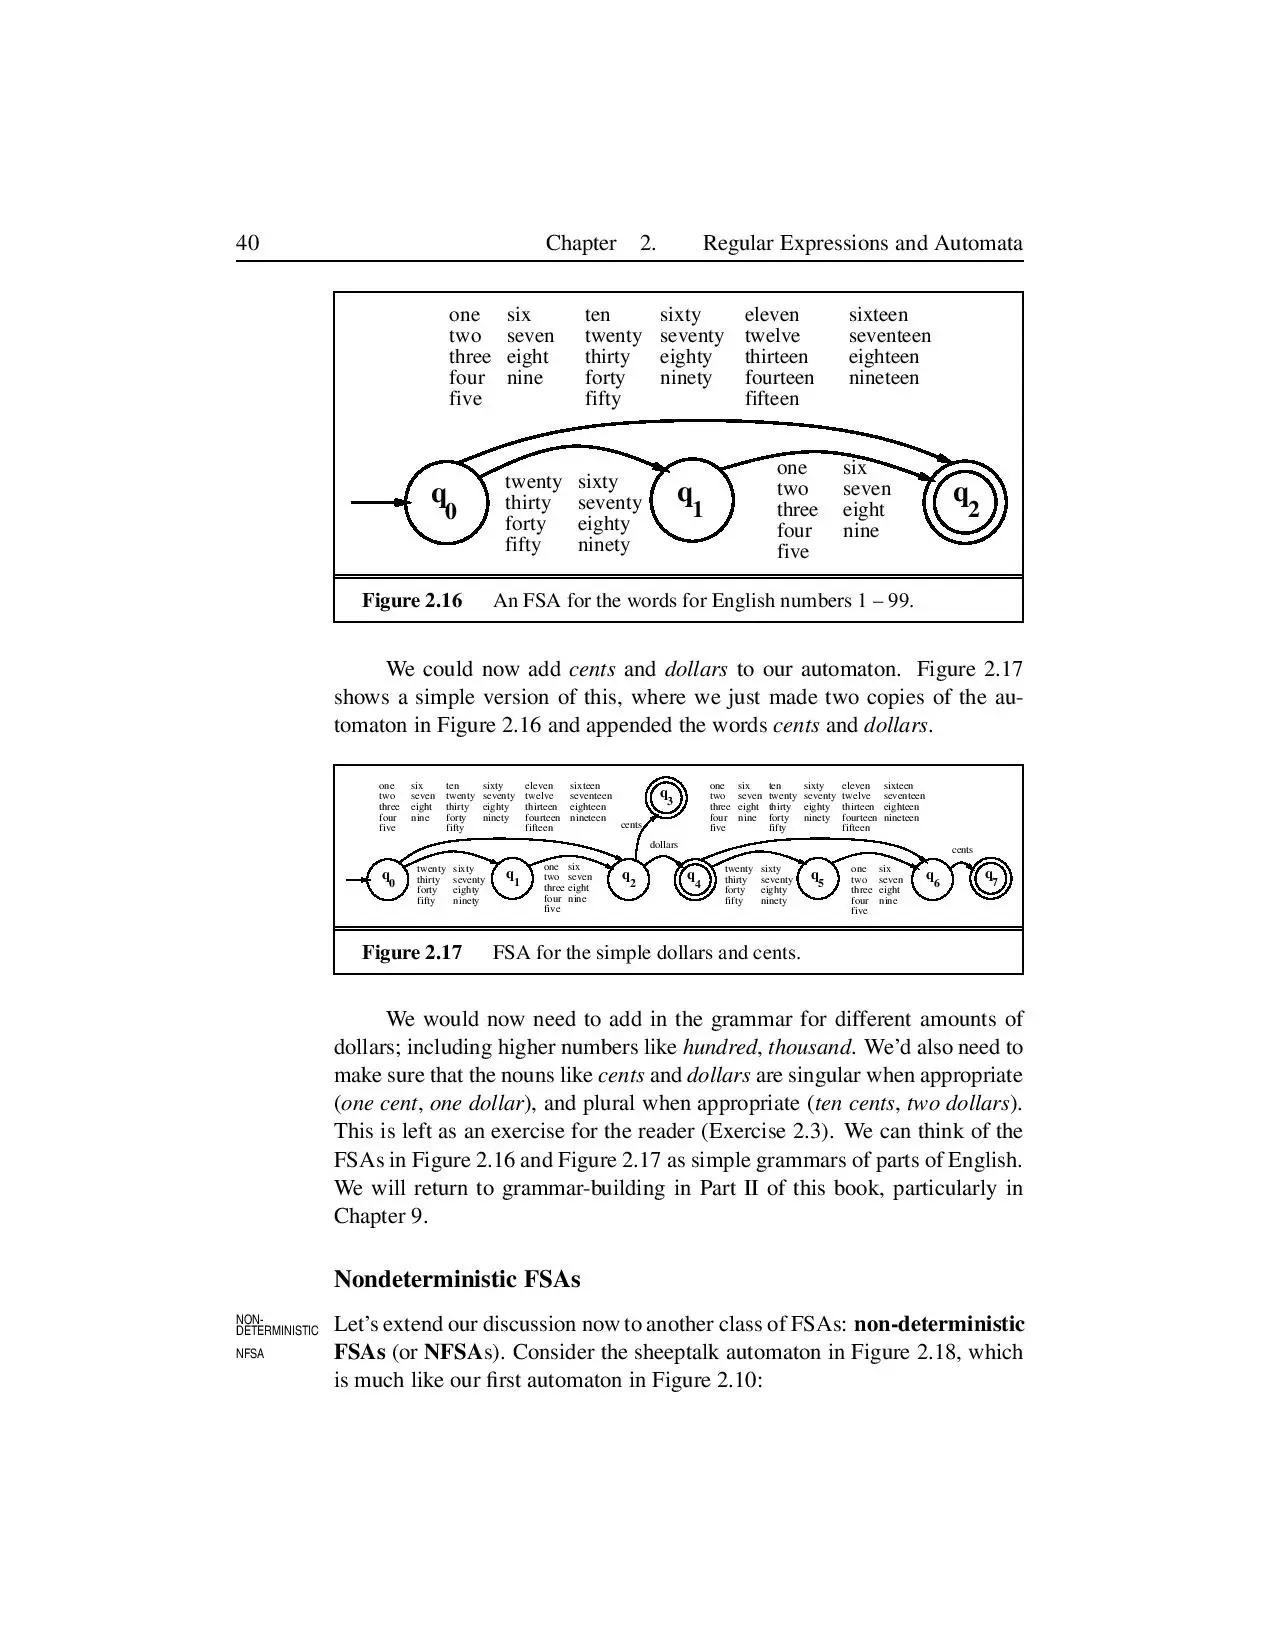 40 Chapter 2. Regular Expressions and Automata
one six ten sixty eleven sixteen
two seven twenty seventy twelve seventeen
three eight thirty eighty thirteen eighteen
four nine forty ninety fourteen nineteen
five fifty fifteen
q0 q1 q2
twenty sixty
thirty seventy
forty eighty
fifty ninety
one six
two seven
three eight
four nine
five
Figure 2.16 An FSA for the words for English numbers 1 – 99.
We could now add cents and dollars to our automaton. Figure 2.17
shows a simple version of this, where we just made two copies of the au-
tomaton in Figure 2.16 and appended the words cents and dollars.
one six ten sixty eleven sixteen
two seven twenty seventy twelve seventeen
three eight thirty eighty thirteen eighteen
four nine forty ninety fourteen nineteen
five fifty fifteen
q3
one six ten sixty eleven sixteen
two seven twenty seventy twelve seventeen
three eight thirty eighty thirteen eighteen
four nine forty ninety fourteen nineteen
five fifty fifteen
cents
dollars
cents
q0 q1 q2 q4 q5 q6 q7
twenty sixty
thirty seventy
forty eighty
fifty ninety
one six
two seven
three eight
four nine
five
twenty sixty
thirty seventy
forty eighty
fifty ninety
one six
two seven
three eight
four nine
five
Figure 2.17 FSA for the simple dollars and cents.
We would now need to add in the grammar for different amounts of
dollars; including higher numbers like hundred, thousand. We'd also need to
make sure that the nouns like cents and dollars are singular when appropriate
(one cent, one dollar), and plural when appropriate (ten cents, two dollars).
This is left as an exercise for the reader (Exercise 2.3). We can think of the
FSAs in Figure 2.16 and Figure 2.17 as simple grammars of parts of English.
We will return to grammar-building in Part II of this book, particularly in
Chapter 9.
Nondeterministic FSAs
NON-
DETERMINISTIC
NFSA
Let's extend our discussion now to another class of FSAs: non-deterministic
FSAs (or NFSAs). Consider the sheeptalk automaton in Figure 2.18, which
is much like our first automaton in Figure 2.10: